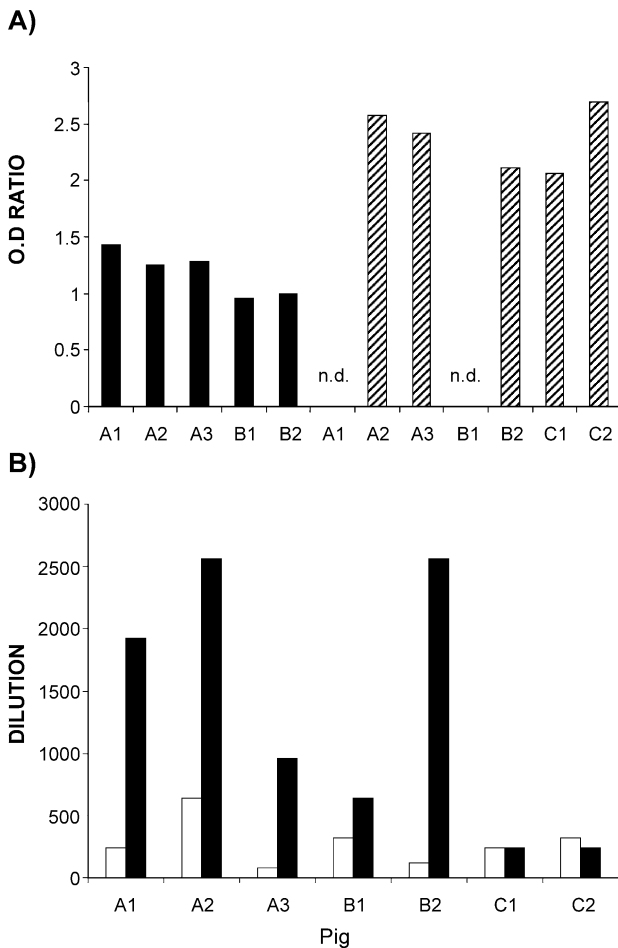 A)
O.D RATIO
3
2.5
2
1.5
1
0.5
0
n.d. n.d.
A1 A2 A3 B1 B2 A1 A2 A3 B1 B2 C1 C2
B)
DILUTION
3000
2500
2000
1500
1000
500
0
A1 A2 A3 B1 B2 C1 C2
Pig